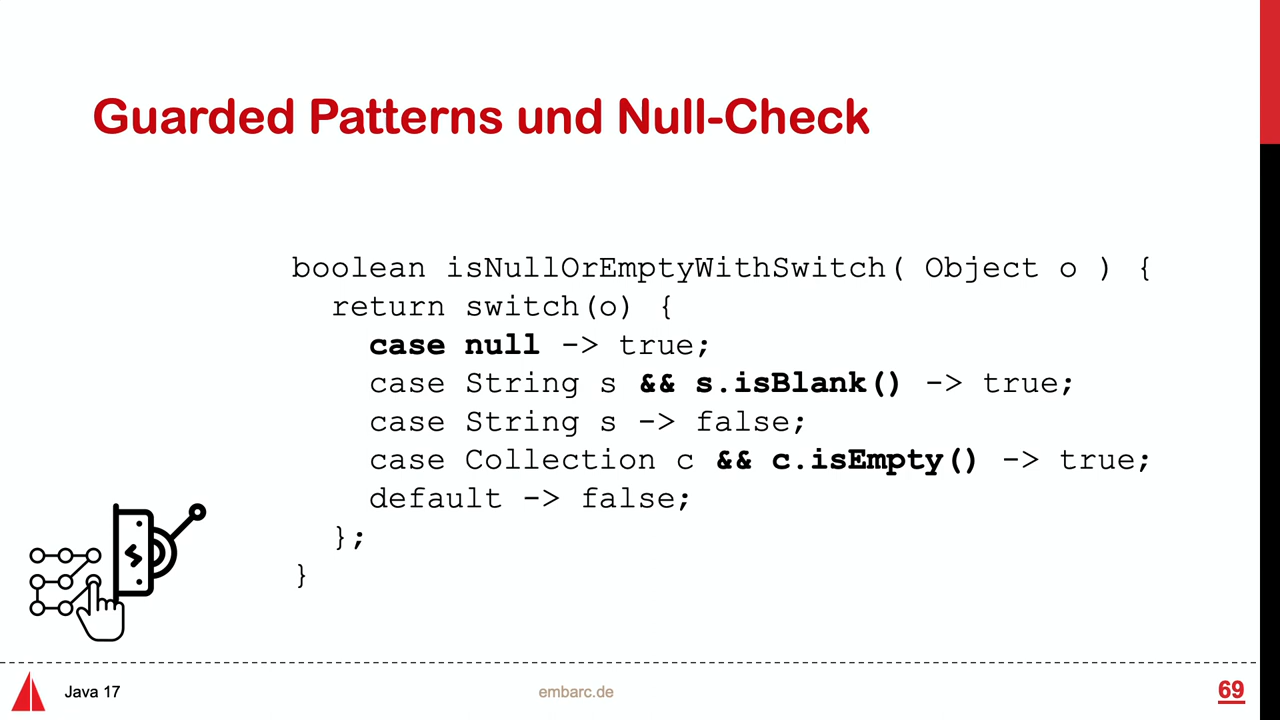 Guarded Patterns und Null-Check
boolean isNullOrEmptyWithSwitch( Object o ) {
  return switch(o) {
    case null -> true;
    case String s && s.isBlank() -> true;
    case String s -> false;
    case Collection c && c.isEmpty() -> true;
    default -> false;
  };
}
Java 17
embarc.de
69